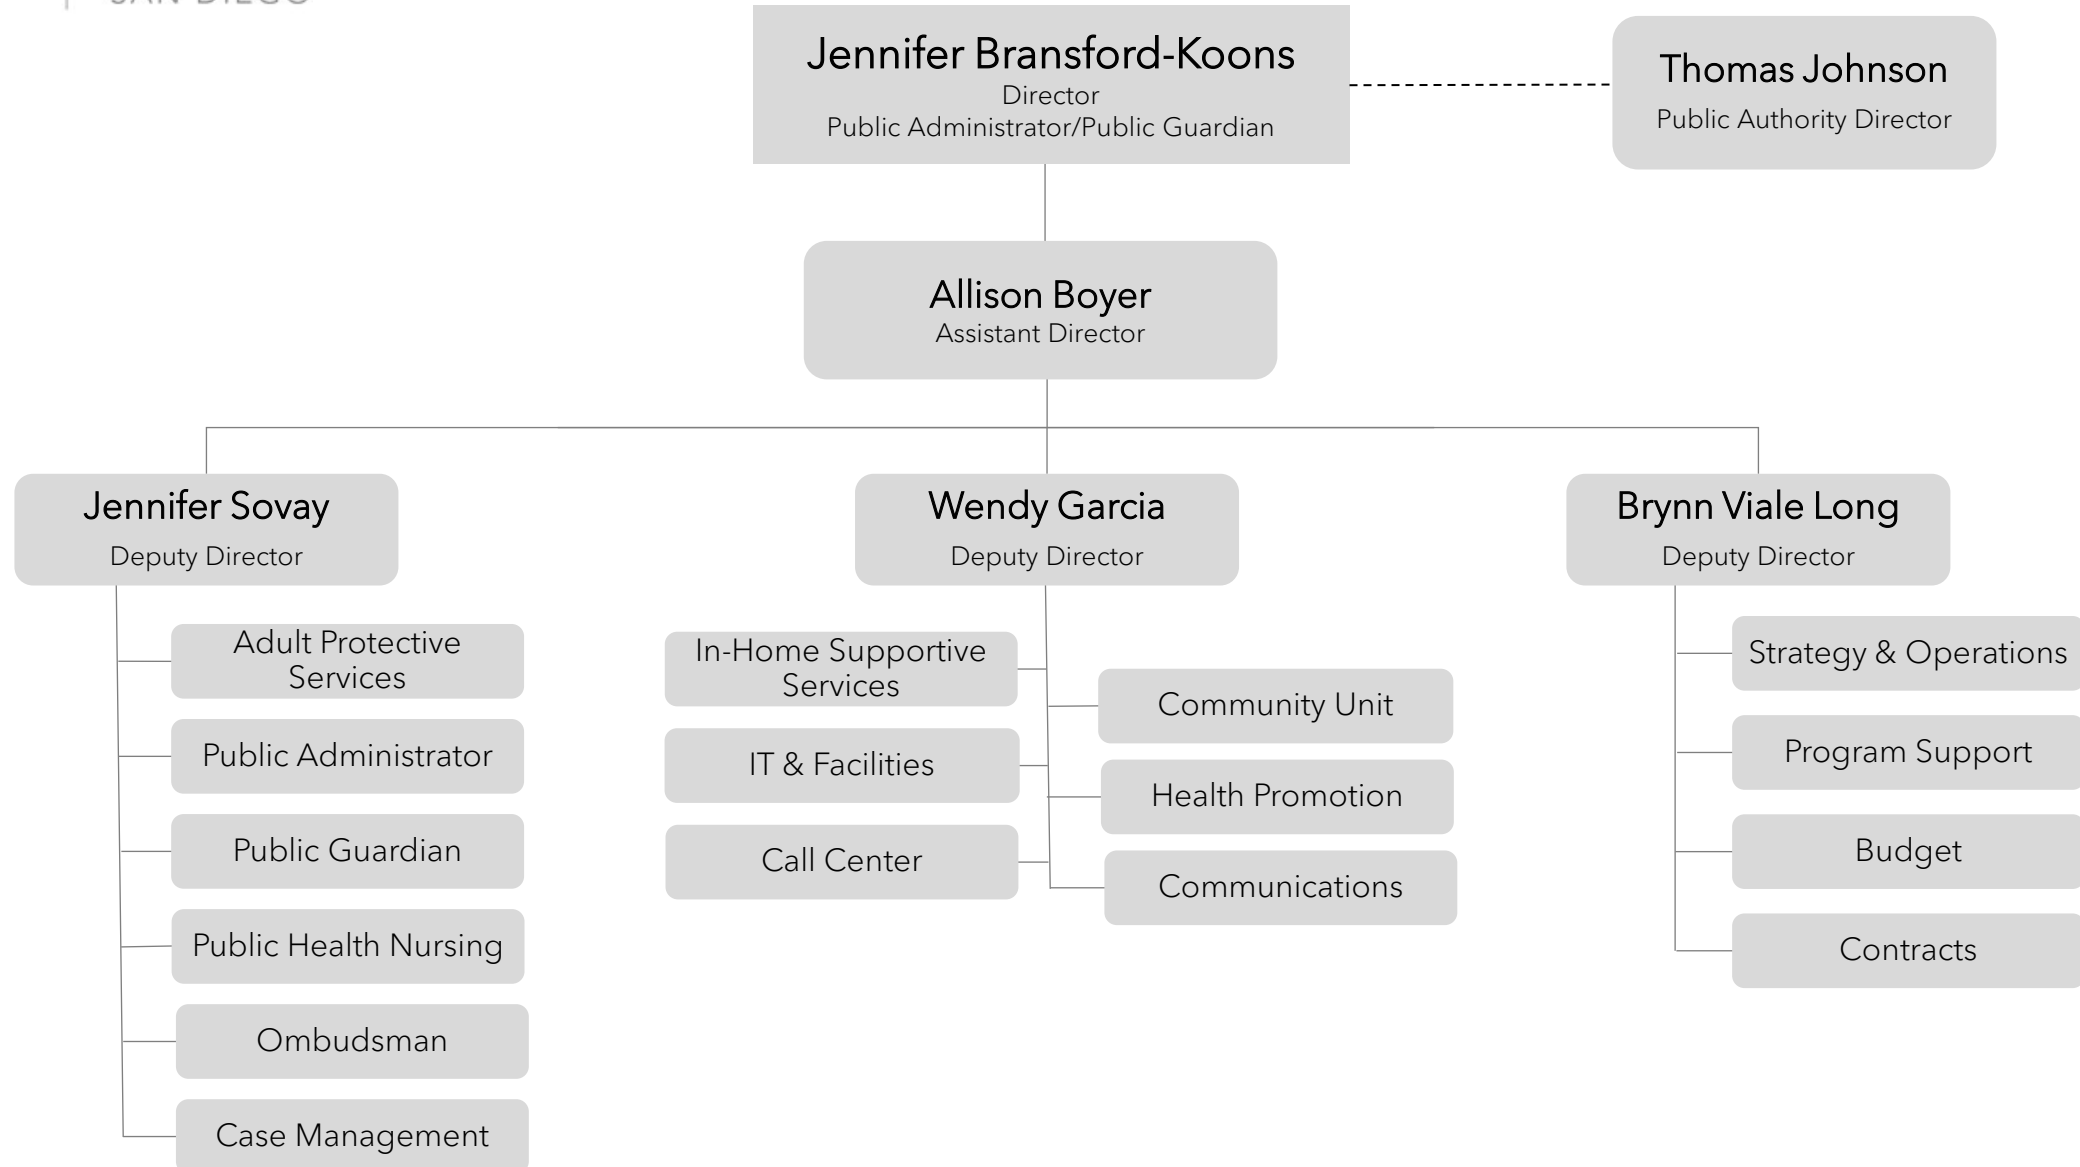 SAN DIEGO
Jennifer Bransford-Koons
Director
Public Administrator/Public Guardian
Thomas Johnson
Public Authority Director
Allison Boyer
Assistant Director
Jennifer Sovay
Deputy Director
Wendy Garcia
Deputy Director
Brynn Viale Long
Deputy Director
Adult Protective
Services
Public Administrator
Public Guardian
Public Health Nursing
Ombudsman
Case Management
In-Home Supportive
Services
IT & Facilities
Call Center
Community Unit
Health Promotion
Communications
Strategy & Operations
Program Support
Budget
Contracts